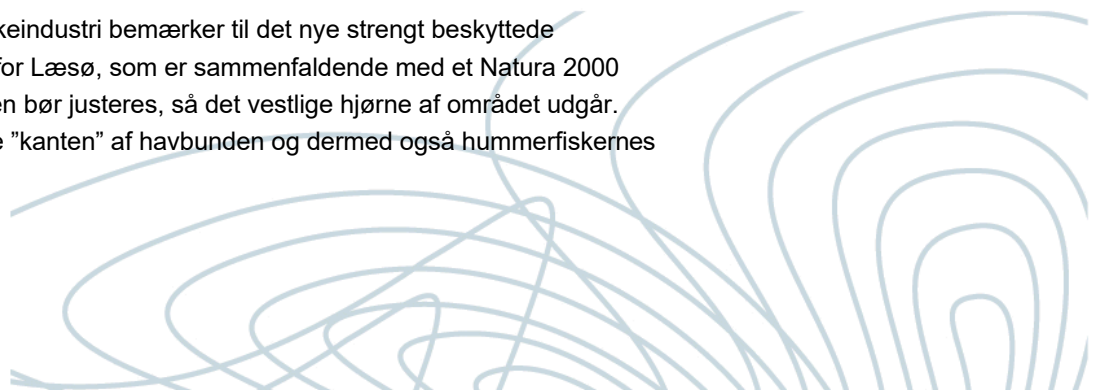 keindustri bemærker til det nye strengt beskyttede
for Læsø, som er sammenfaldende med et Natura 2000
en bør justeres, så det vestlige hjørne af området udgår.
e ”kanten” af havbunden og dermed også hummerfiskernes